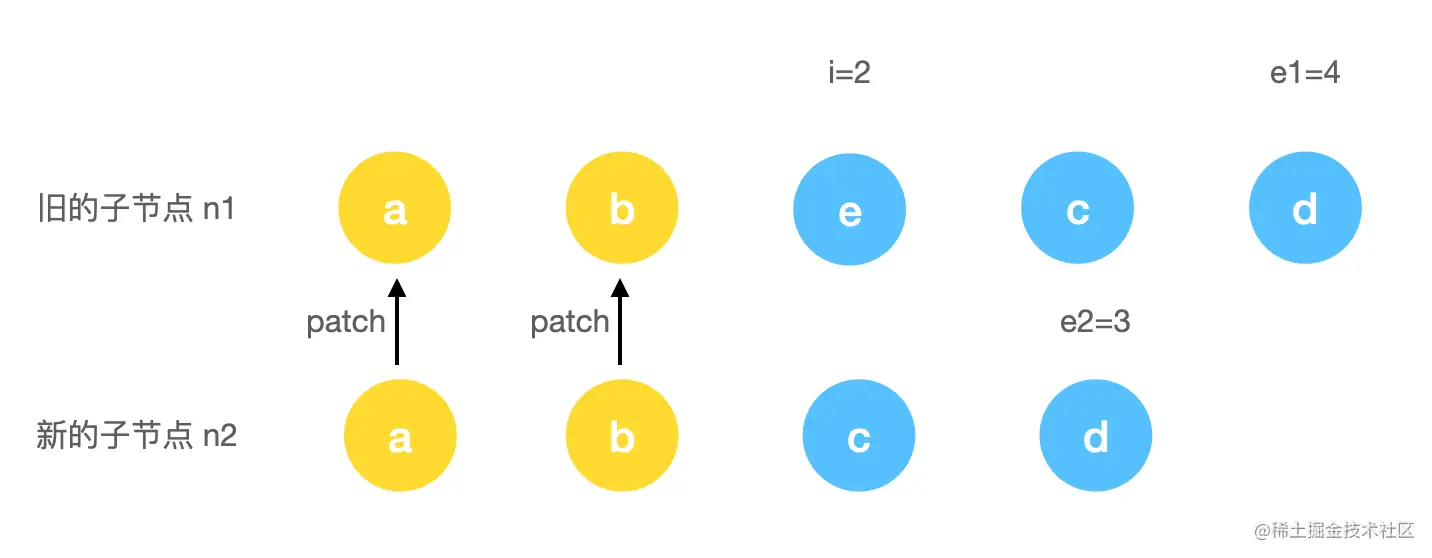 i=2 e1=4
旧的子节点 n1 a b e c d
patch patch e2=3
新的子节点 n2 a b c d
@稀土掘金技术社区